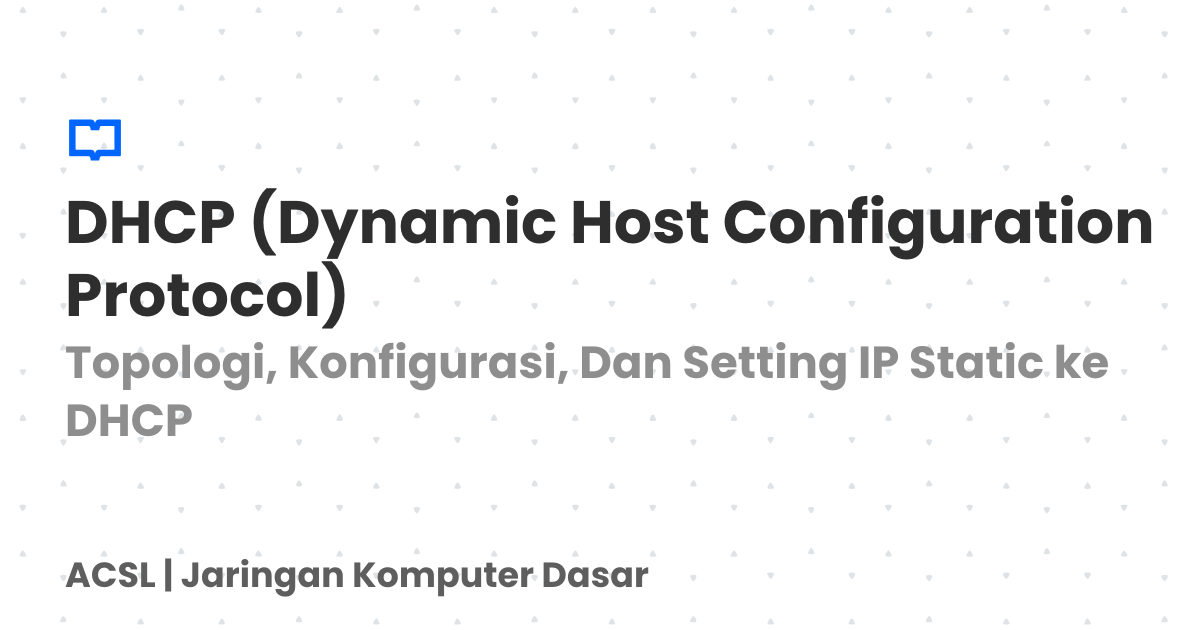 DHCP (Dynamic Host Configuration
Protocol)
Topologi, Konfigurasi, Dan Setting IP Static ke
DHCP
ACSL | Jaringan Komputer Dasar